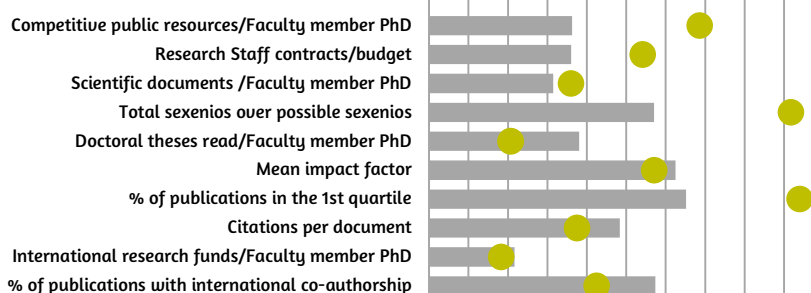 Competitive public resources/Faculty member PhD
Research Staff contracts/budget
Scientific documents /Faculty member PhD
Total sexenios over possible sexenios
Doctoral theses read/Faculty member PhD
Mean impact factor
% of publications in the 1st quartile
Citations per document
International research funds/Faculty member PhD
% of publications with international co-authorship